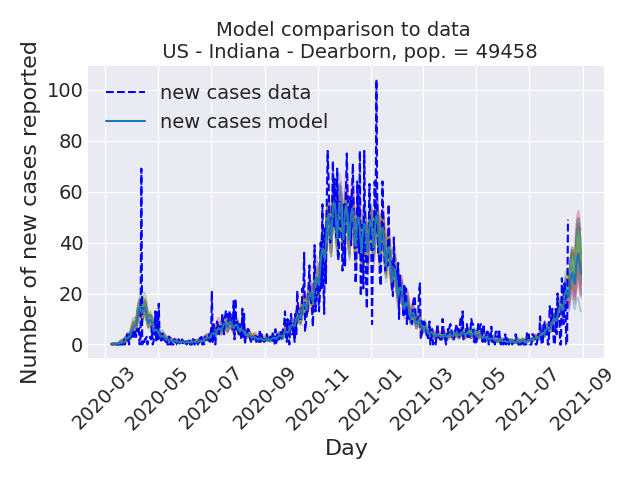 Model comparison to data
US - Indiana - Dearborn, pop. = 49458
Number of new cases reported
100
80
60
40
20
0
new cases data
new cases model
2020-03
2020-05
2020-07
2020-09
2020-11
2021-01
2021-03
2021-05
2021-07
2021-09
Day